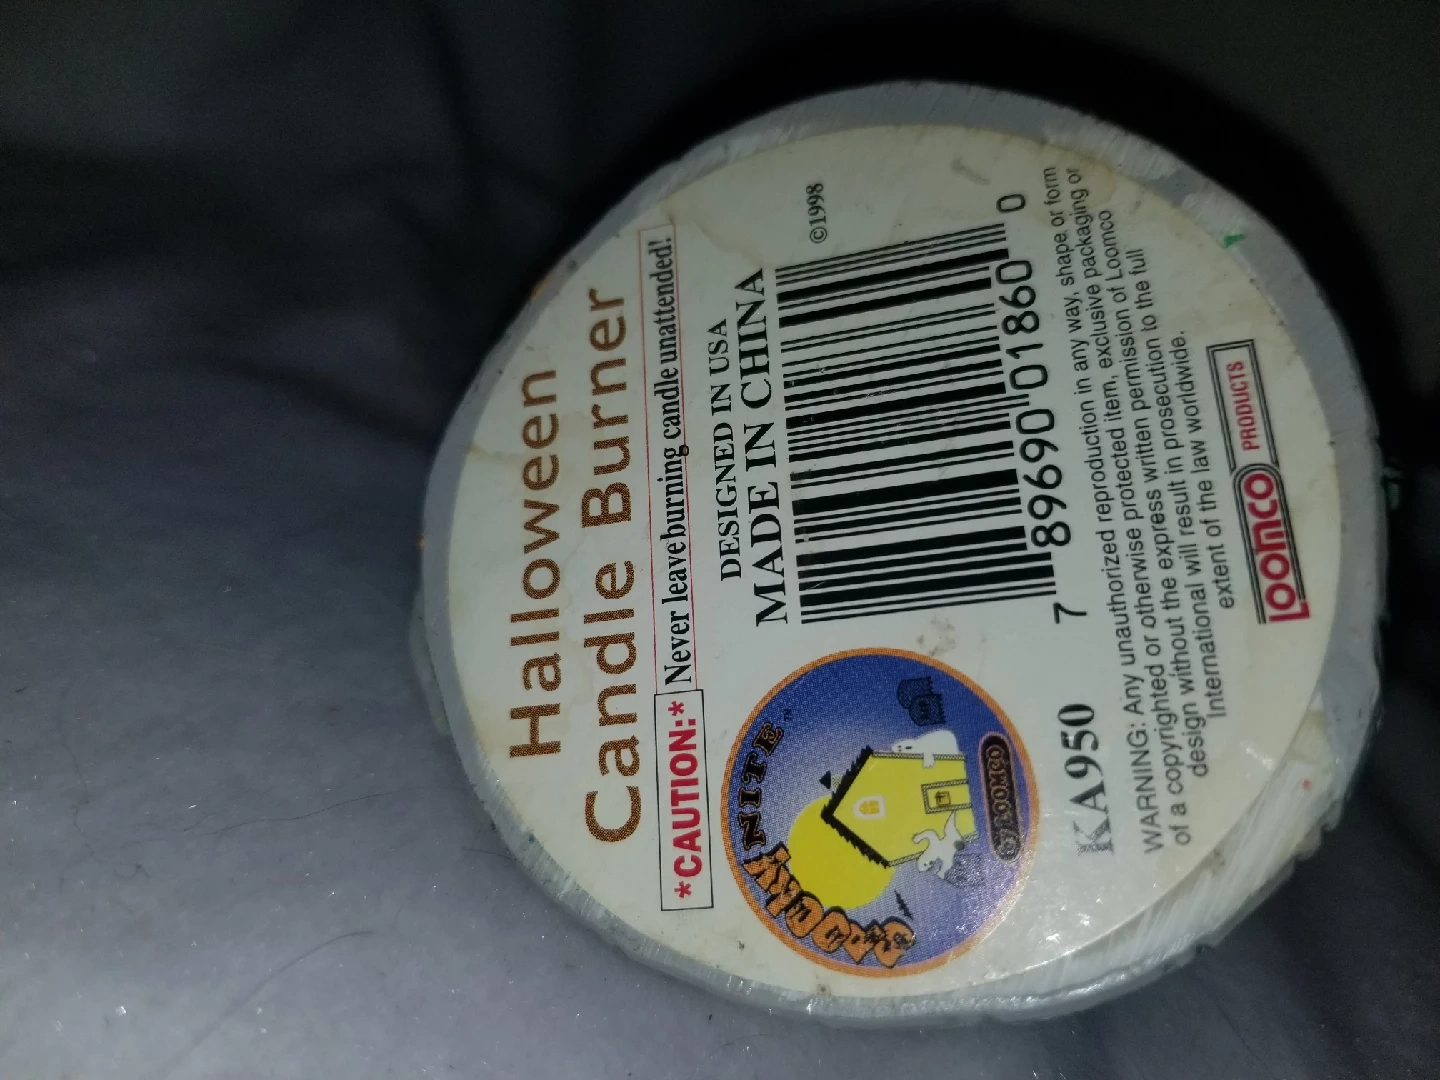 Halloween
Candle Burner
*CAUTION:* Never leave burning candle unattended!
DESIGNED IN USA
MADE IN CHINA
©1998
SPOOKY NITE™
BY LOOMCO
7 89690 01860 0
KA950
WARNING: Any unauthorized reproduction in any way, shape or form
of a copyrighted or otherwise protected item, exclusive packaging or
design without the express written permission of Loomco
International will result in prosecution to the full
extent of the law worldwide.
LOOMCO PRODUCTS